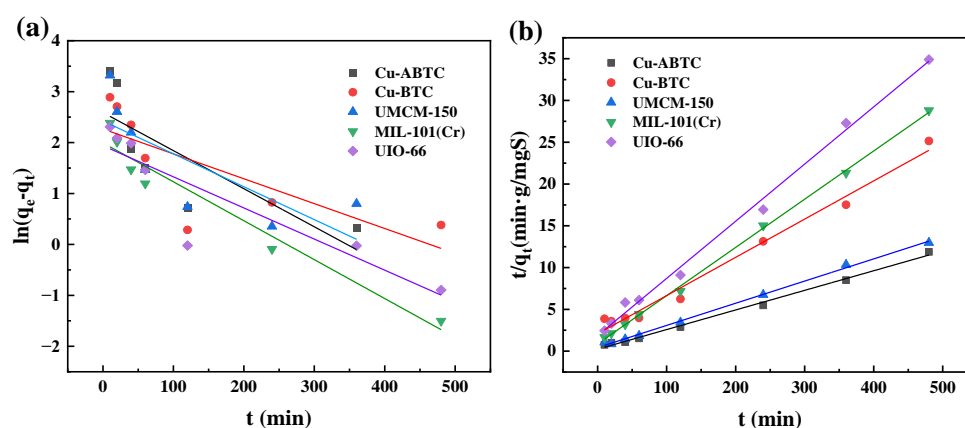 (a)
ln(qe-qt)
4
3
2
1
0
−1
−2
Cu-ABTC
Cu-BTC
UMCM-150
MIL-101(Cr)
UIO-66
0 100 200 300 400 500
t (min)
(b)
t/qt(min·g/mgS)
35
30
25
20
15
10
5
0
Cu-ABTC
Cu-BTC
UMCM-150
MIL-101(Cr)
UIO-66
0 100 200 300 400 500
t (min)